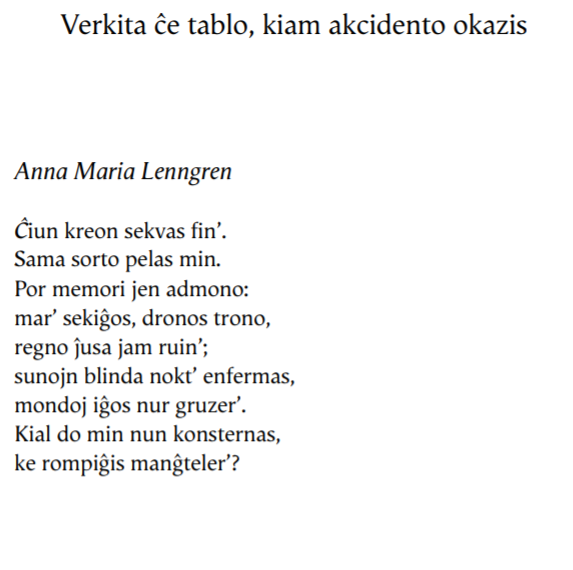 Verkita ĉe tablo, kiam akcidento okazis
Anna Maria Lenngren
Ĉiun kreon sekvas fin’.
Sama sorto pelas min.
Por memori jen admono:
mar’ sekiĝos, dronos trono,
regno ĵusa jam ruin’;
sunojn blinda nokt’ enfermas,
mondoj iĝos nur gruzer’.
Kial do min nun konsternas,
ke rompiĝis manĝteler’?